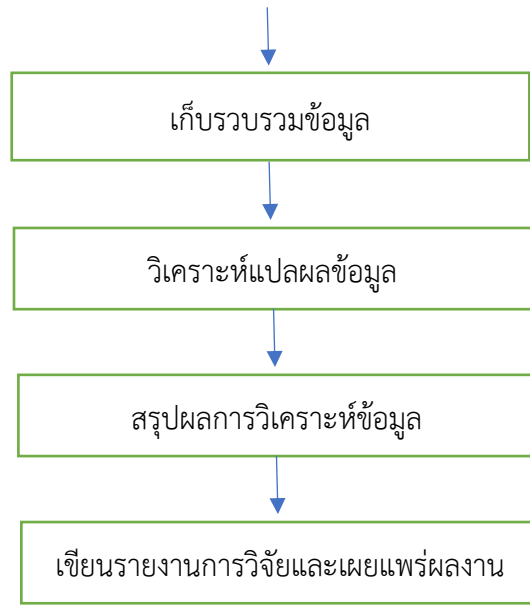 เก็บรวบรวมข้อมูล
วิเคราะห์แปลผลข้อมูล
สรุปผลการวิเคราะห์ข้อมูล
เขียนรายงานการวิจัยและเผยแพร่ผลงาน